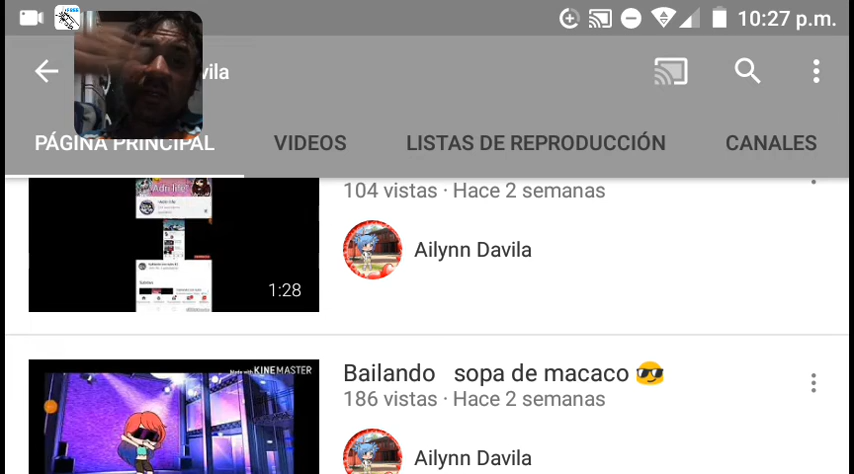 FREE
10:27 p.m.
vila
PÁGINA PRINCIPAL
VIDEOS
LISTAS DE REPRODUCCIÓN
CANALES
104 vistas · Hace 2 semanas
Ailynn Davila
1:28
Made with KINEMASTER
Bailando sopa de macaco 😎
186 vistas · Hace 2 semanas
Ailynn Davila